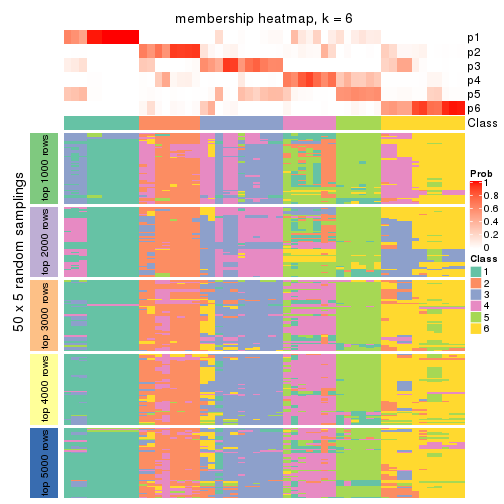 membership heatmap, k = 6
p1
p2
p3
p4
p5
p6
Class
50 x 5 random samplings
top 1000 rows
top 2000 rows
top 3000 rows
top 4000 rows
top 5000 rows
Prob
1
0.8
0.6
0.4
0.2
0
Class
1
2
3
4
5
6